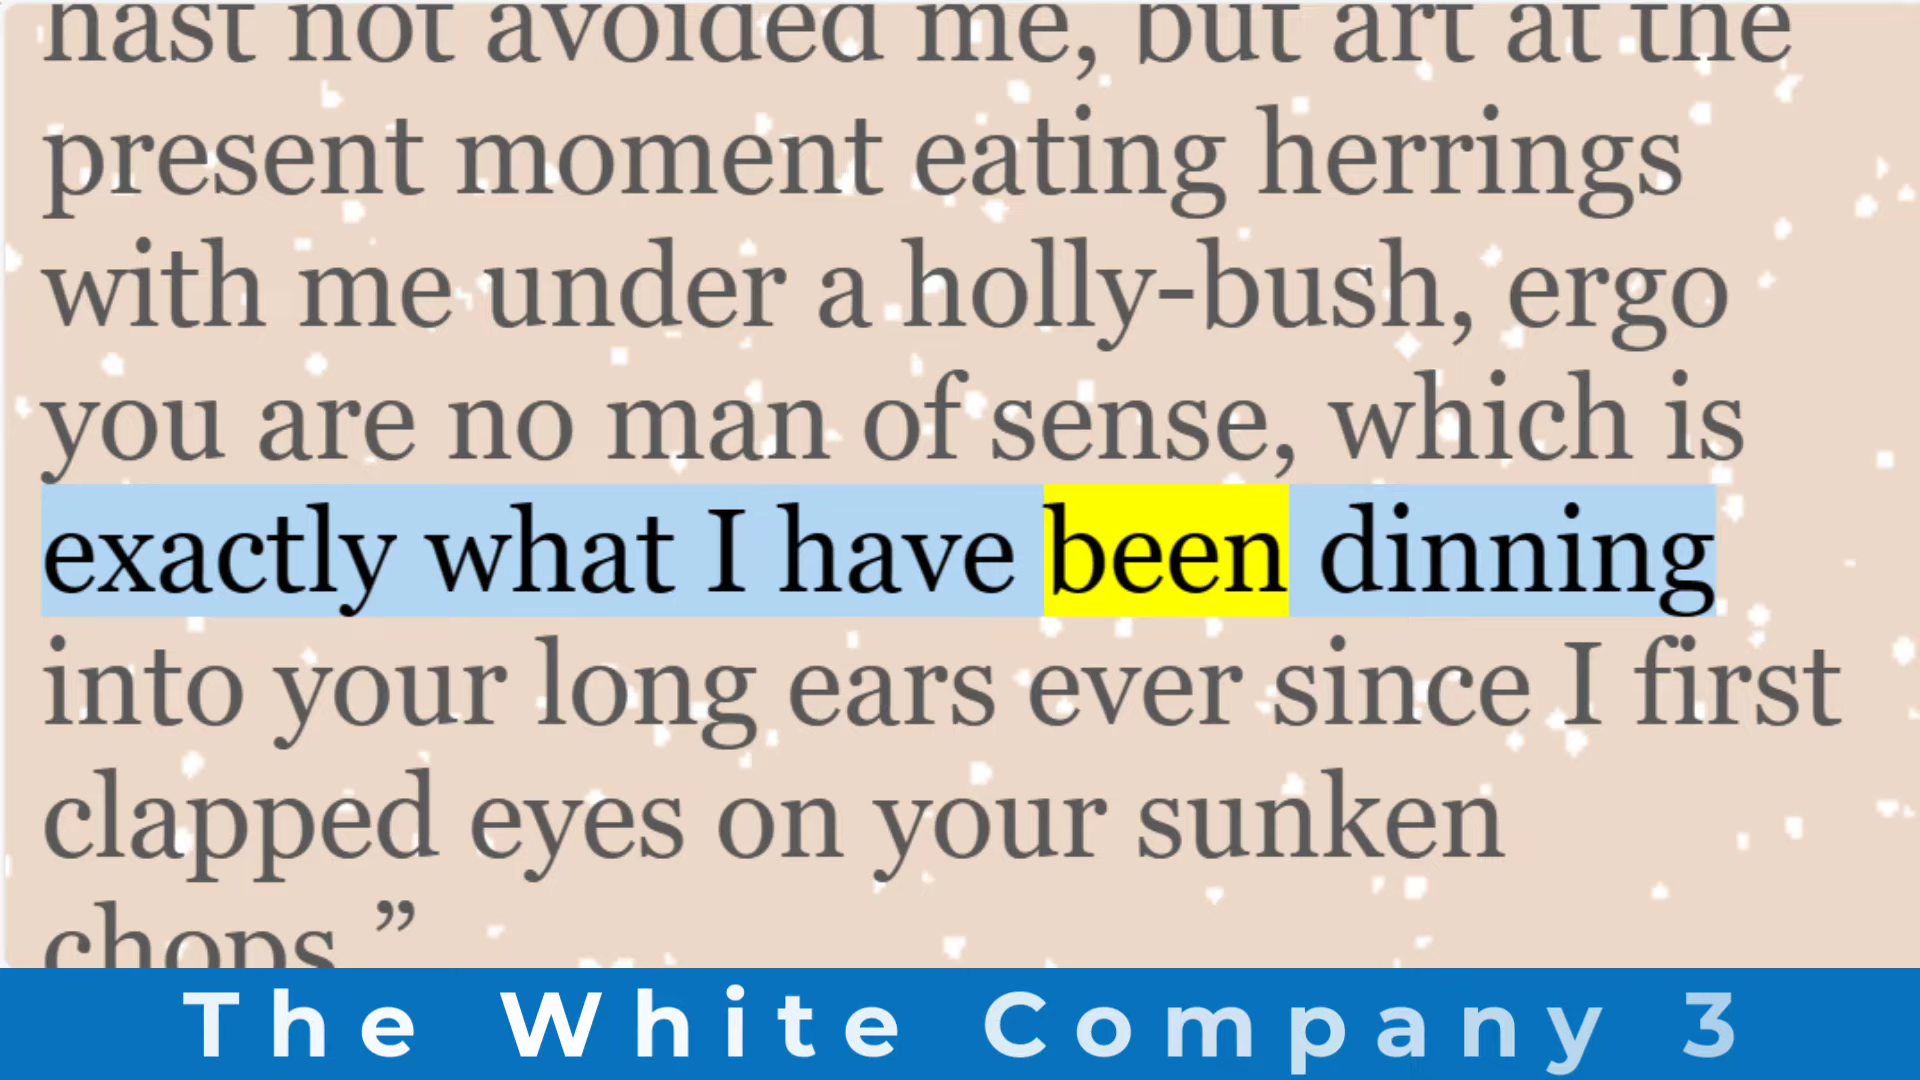 hast not avoided me, but art at the
present moment eating herrings
with me under a holly-bush, ergo
you are no man of sense, which is
exactly what I have been dinning
into your long ears ever since I first
clapped eyes on your sunken
chops.”
The White Company 3